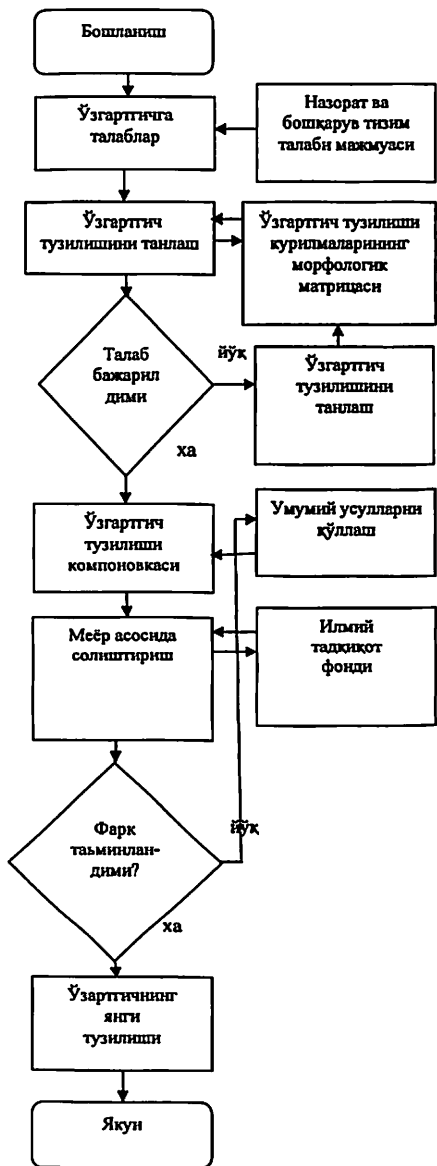 Бошланиш
Ўзгартгичга
талаблар
Назорат ва
бошқарув тизим
талаби мажмуаси
Ўзгартгич
тузилишини танлаш
Ўзгартгич тузилиши
курилмаларининг
морфологик
матрицаси
Талаб
бажарил
дими
йўқ
Ўзгартгич
тузилишини
танлаш
ха
Ўзгартгич
тузилиши
компоновкаси
Умумий усулларни
қўллаш
Меёр асосида
солиштириш
Илмий
тадқиқот
фонди
Фарк
таъминлан-
дими?
йўқ
ха
Ўзартгичнинг
янги
тузилиши
Якун